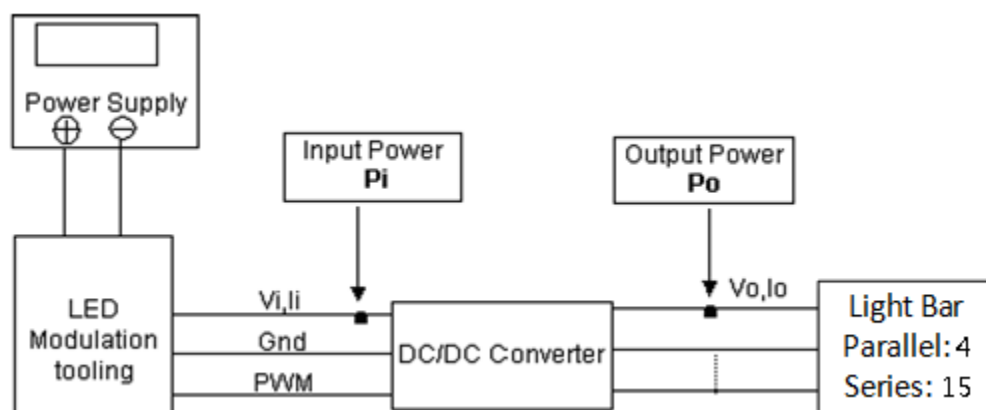 Power Supply
Input Power
Pi
Output Power
Po
LED
Modulation
tooling
Vi,Ii
Gnd
PWM
DC/DC Converter
Vo,Io
Light Bar
Parallel: 4
Series: 15